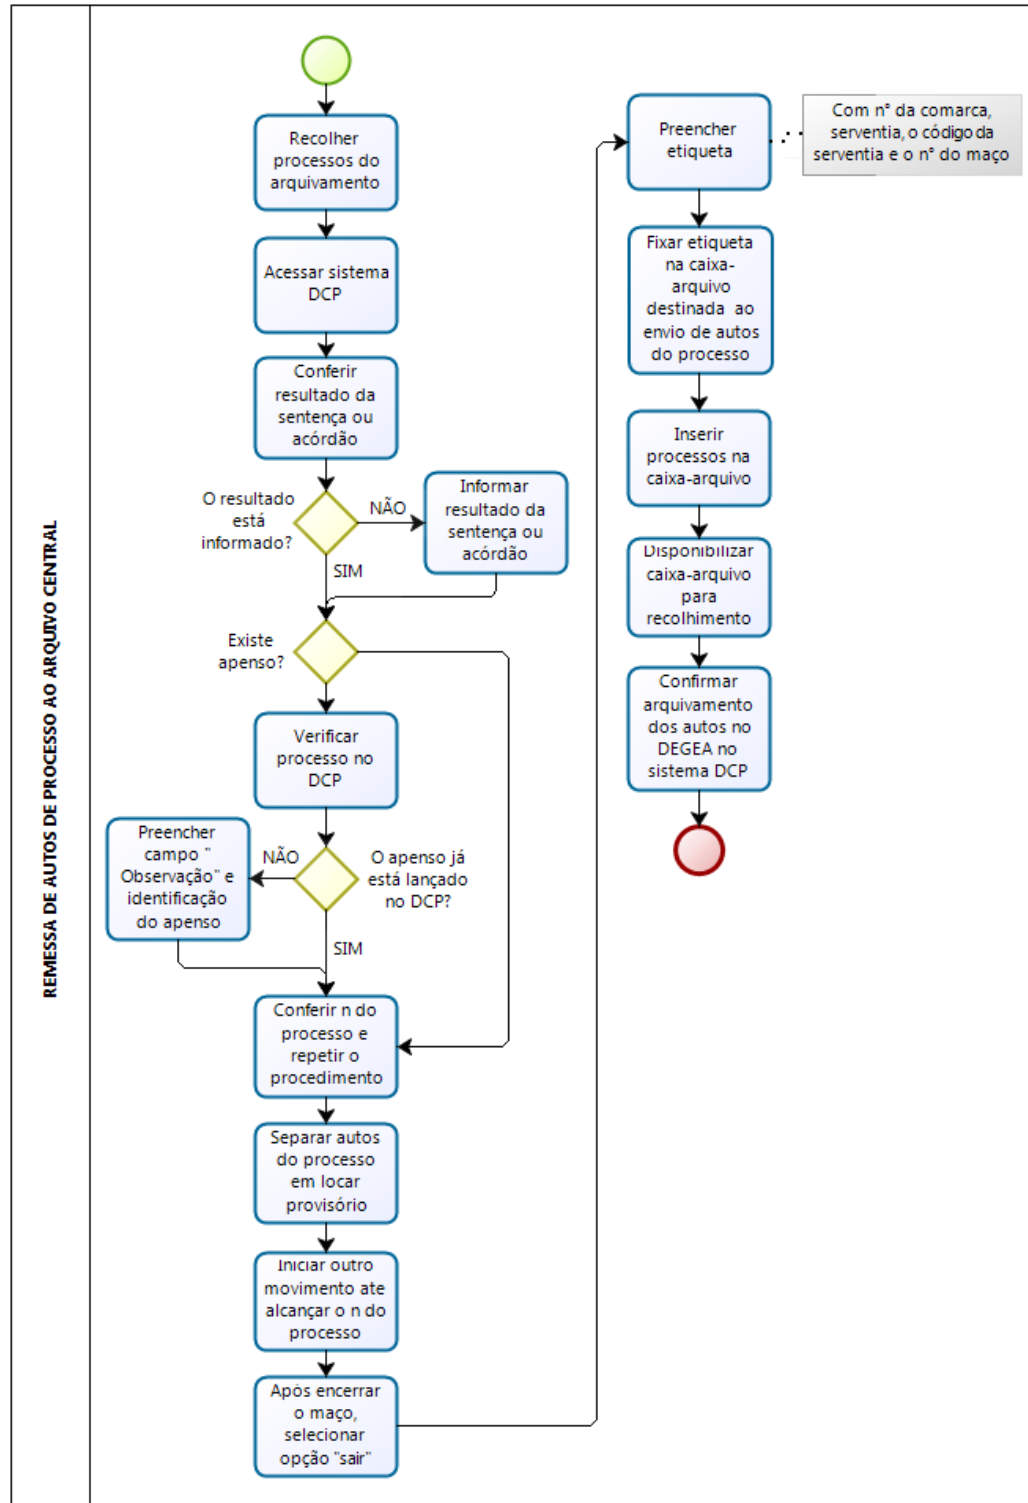 REMESSA DE AUTOS DE PROCESSO AO ARQUIVO CENTRAL
Recolher
processos do
arquivamento
Acessar sistema
DCP
Conferir
resultado da
sentença ou
acórdão
O resultado
está
informado?
NÃO
Informar
resultado da
sentença ou
acórdão
SIM
Existe
apenso?
Verificar
processo no
DCP
O apenso já
está lançado
no DCP?
NÃO
Preencher
campo "
Observação" e
identificação
do apenso
SIM
Conferir n do
processo e
repetir o
procedimento
Separar autos
do processo
em locar
provisório
Iniciar outro
movimento ate
alcançar o n do
processo
Após encerrar
o maço,
selecionar
opção "sair"
Preencher
etiqueta
Com n° da comarca,
serventia, o código da
serventia e o n° do maço
Fixar etiqueta
na caixa-
arquivo
destinada ao
envio de autos
do processo
Inserir
processos na
caixa-arquivo
Disponibilizar
caixa-arquivo
para
recolhimento
Confirmar
arquivamento
dos autos no
DEGEA no
sistema DCP